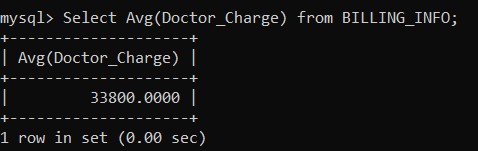 mysql> Select Avg(Doctor_Charge) from BILLING_INFO;
+--------------------+
| Avg(Doctor_Charge) |
+--------------------+
|         33800.0000 |
+--------------------+
1 row in set (0.00 sec)